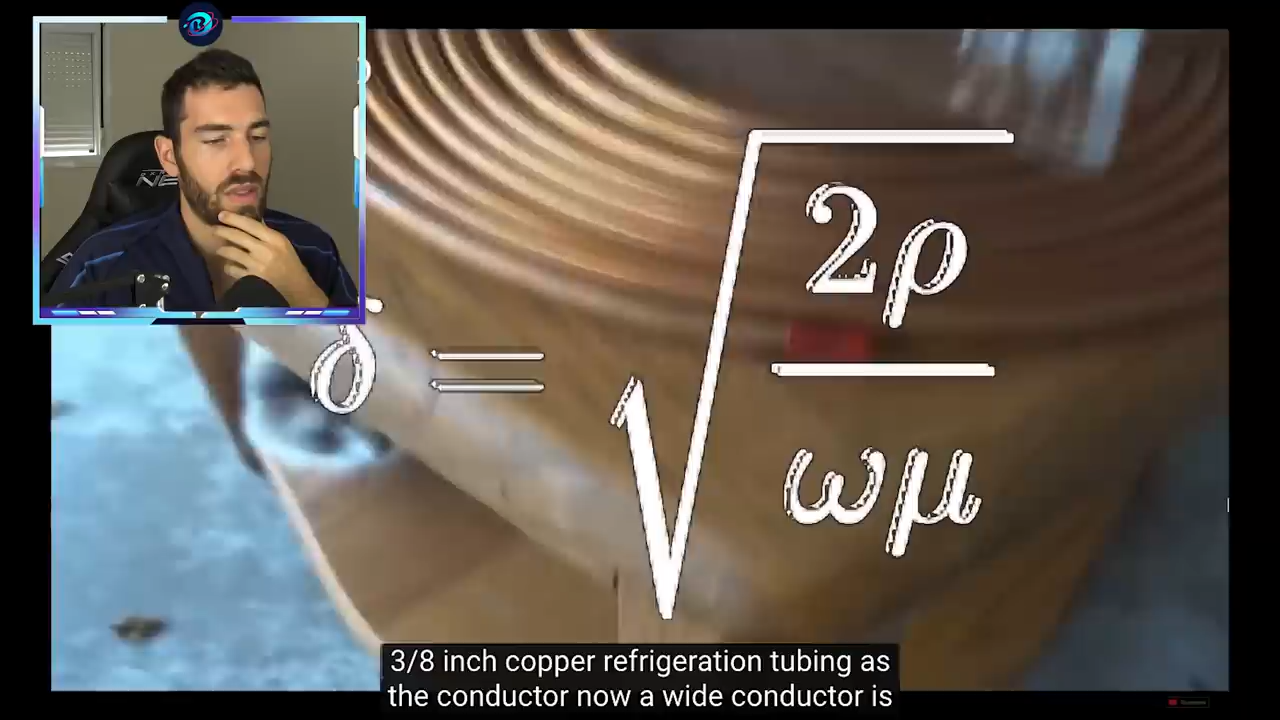 δ = √(2ρ / ωμ)
3/8 inch copper refrigeration tubing as
the conductor now a wide conductor is